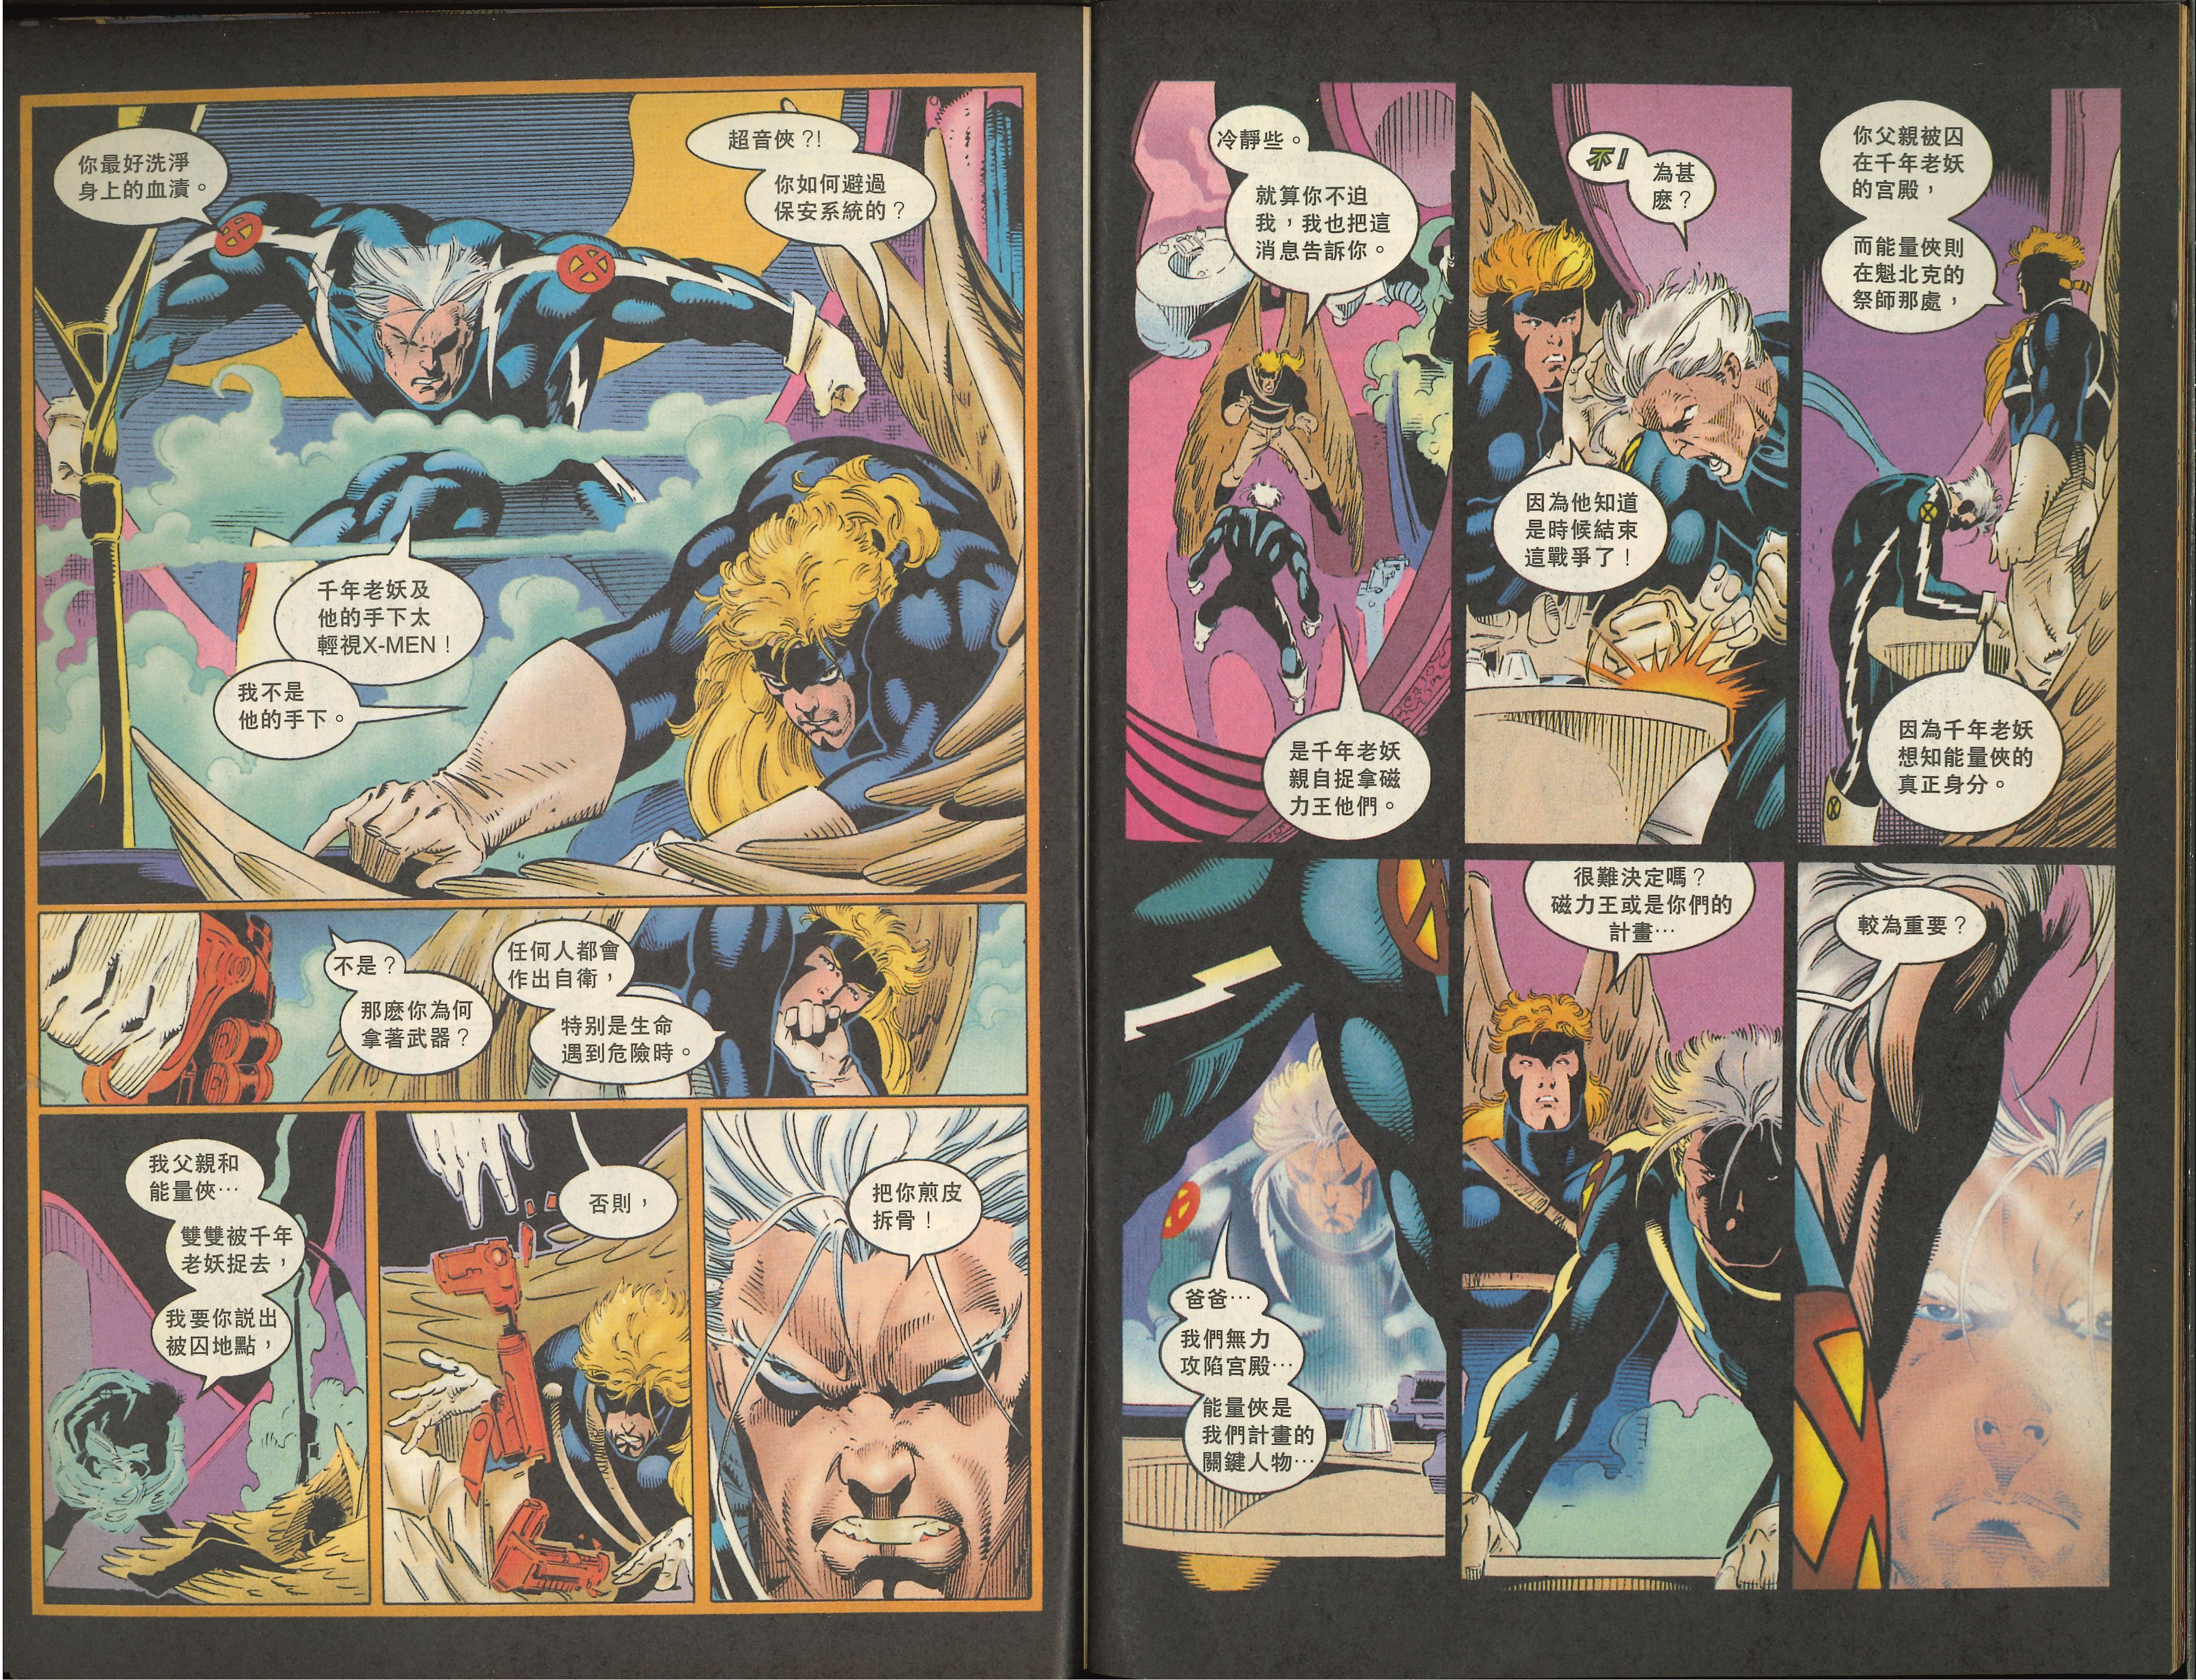 你最好洗淨
身上的血漬。
超音俠?!
你如何避過
保安系統的?
千年老妖及
他的手下太
輕視X-MEN!
我不是
他的手下。
不是?
那麽你為何
拿著武器?
任何人都會
作出自衛，
特別是生命
遇到危險時。
我父親和
能量俠…
雙雙被千年
老妖捉去，
我要你說出
被囚地點，
否則，
把你煎皮
拆骨!
冷靜些。
就算你不迫
我，我也把這
消息告訴你。
是千年老妖
親自捉拿磁
力王他們。
不!
為甚
麽?
因為他知道
是時候結束
這戰爭了!
你父親被囚
在千年老妖
的宮殿，
而能量俠則
在魁北克的
祭師那處，
因為千年老妖
想知能量俠的
真正身分。
爸爸…
我們無力
攻陷宮殿…
能量俠是
我們計畫的
關鍵人物…
很難決定嗎?
磁力王或是你們的
計畫…
較為重要?